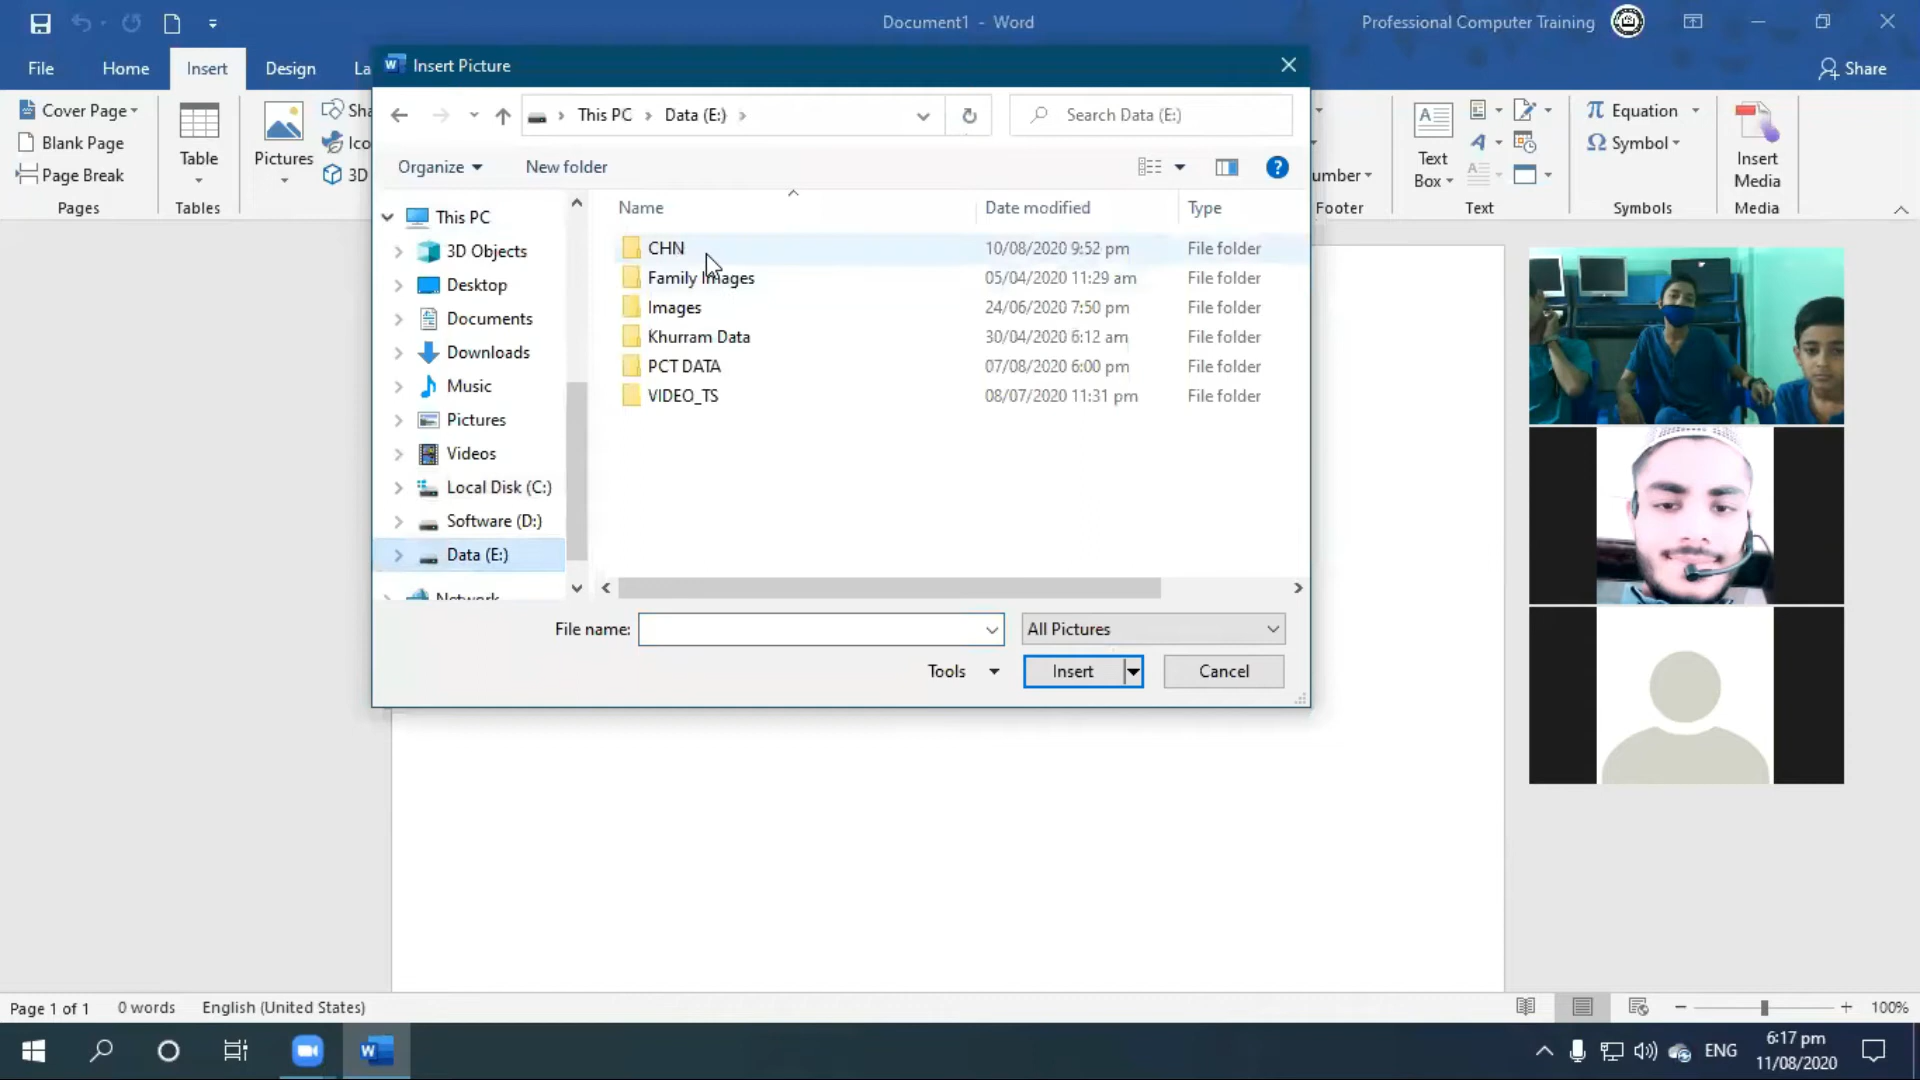 Document1 - Word
Professional Computer Training
File Home Insert Design La
Share
Cover Page
Blank Page
Page Break
Pages
Table
Tables
Pictures
Sha
Ico
3D
Insert Picture
This PC Data (E:)
Search Data (E:)
Organize New folder
This PC
3D Objects
Desktop
Documents
Downloads
Music
Pictures
Videos
Local Disk (C:)
Software (D:)
Data (E:)
Network
Name Date modified Type
CHN 10/08/2020 9:52 pm File folder
Family Images 05/04/2020 11:29 am File folder
Images 24/06/2020 7:50 pm File folder
Khurram Data 30/04/2020 6:12 am File folder
PCT DATA 07/08/2020 6:00 pm File folder
VIDEO_TS 08/07/2020 11:31 pm File folder
File name:
All Pictures
Tools Insert Cancel
umber
Footer
Text
Box
Text
Equation
Symbol
Symbols
Insert
Media
Media
Page 1 of 1 0 words English (United States)
100%
ENG
6:17 pm
11/08/2020